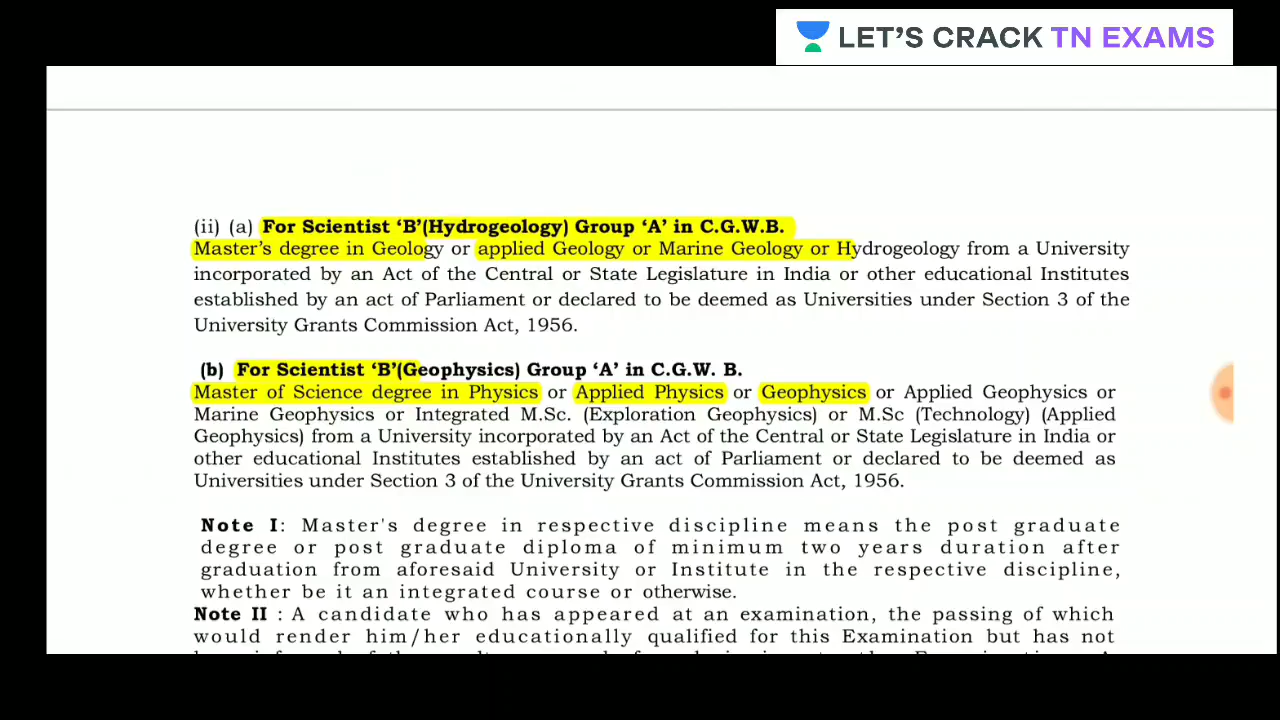 LET'S CRACK TN EXAMS
(ii) (a) For Scientist 'B'(Hydrogeology) Group 'A' in C.G.W.B.
Master's degree in Geology or applied Geology or Marine Geology or Hydrogeology from a University
incorporated by an Act of the Central or State Legislature in India or other educational Institutes
established by an act of Parliament or declared to be deemed as Universities under Section 3 of the
University Grants Commission Act, 1956.
(b) For Scientist 'B'(Geophysics) Group 'A' in C.G.W. B.
Master of Science degree in Physics or Applied Physics or Geophysics or Applied Geophysics or
Marine Geophysics or Integrated M.Sc. (Exploration Geophysics) or M.Sc (Technology) (Applied
Geophysics) from a University incorporated by an Act of the Central or State Legislature in India or
other educational Institutes established by an act of Parliament or declared to be deemed as
Universities under Section 3 of the University Grants Commission Act, 1956.
Note I: Master's degree in respective discipline means the post graduate
degree or post graduate diploma of minimum two years duration after
graduation from aforesaid University or Institute in the respective discipline,
whether be it an integrated course or otherwise.
Note II : A candidate who has appeared at an examination, the passing of which
would render him/her educationally qualified for this Examination but has not